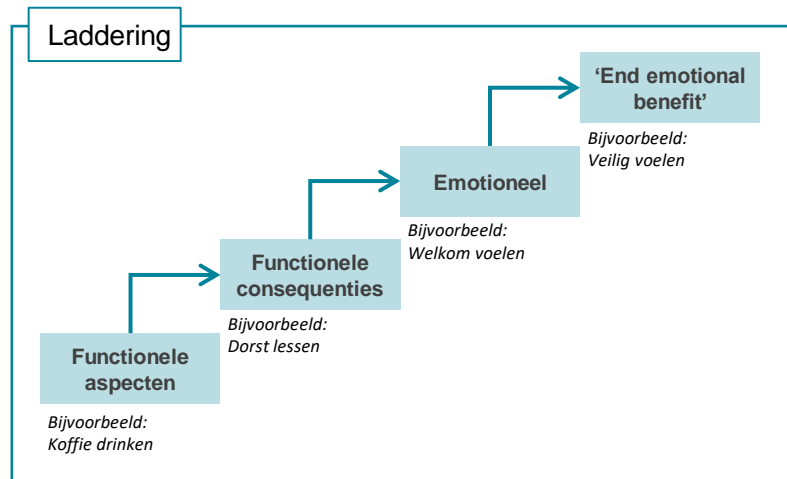 Laddering
‘End emotional
benefit’
Bijvoorbeeld:
Veilig voelen
Emotioneel
Bijvoorbeeld:
Welkom voelen
Functionele
consequenties
Bijvoorbeeld:
Dorst lessen
Functionele
aspecten
Bijvoorbeeld:
Koffie drinken